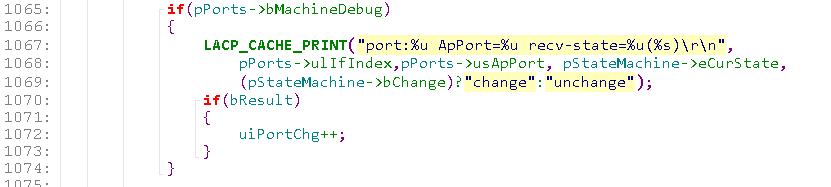 1065: if(pPorts->bMachineDebug)
1066: {
1067: LACP_CACHE_PRINT("port:%u ApPort=%u recv-state=%u(%s)\r\n",
1068: pPorts->ulIfIndex,pPorts->usApPort, pStateMachine->eCurState,
1069: (pStateMachine->bChange)?"change":"unchange");
1070: if(bResult)
1071: {
1072: uiPortChg++;
1073: }
1074: }
1075: